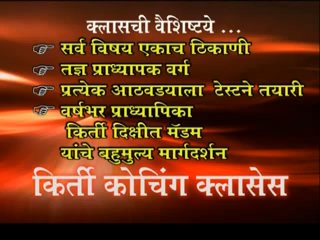 क्लासची वैशिष्टये ...
सर्व विषय एकाच ठिकाणी
तज्ञ प्राध्यापक वर्ग
प्रत्येक आठवडयाला टेस्टने तयारी
वर्षभर प्राध्यापिका
किर्ती दिक्षीत मॅडम
यांचे बहुमुल्य मार्गदर्शन
किर्ती कोचिंग क्लासेस